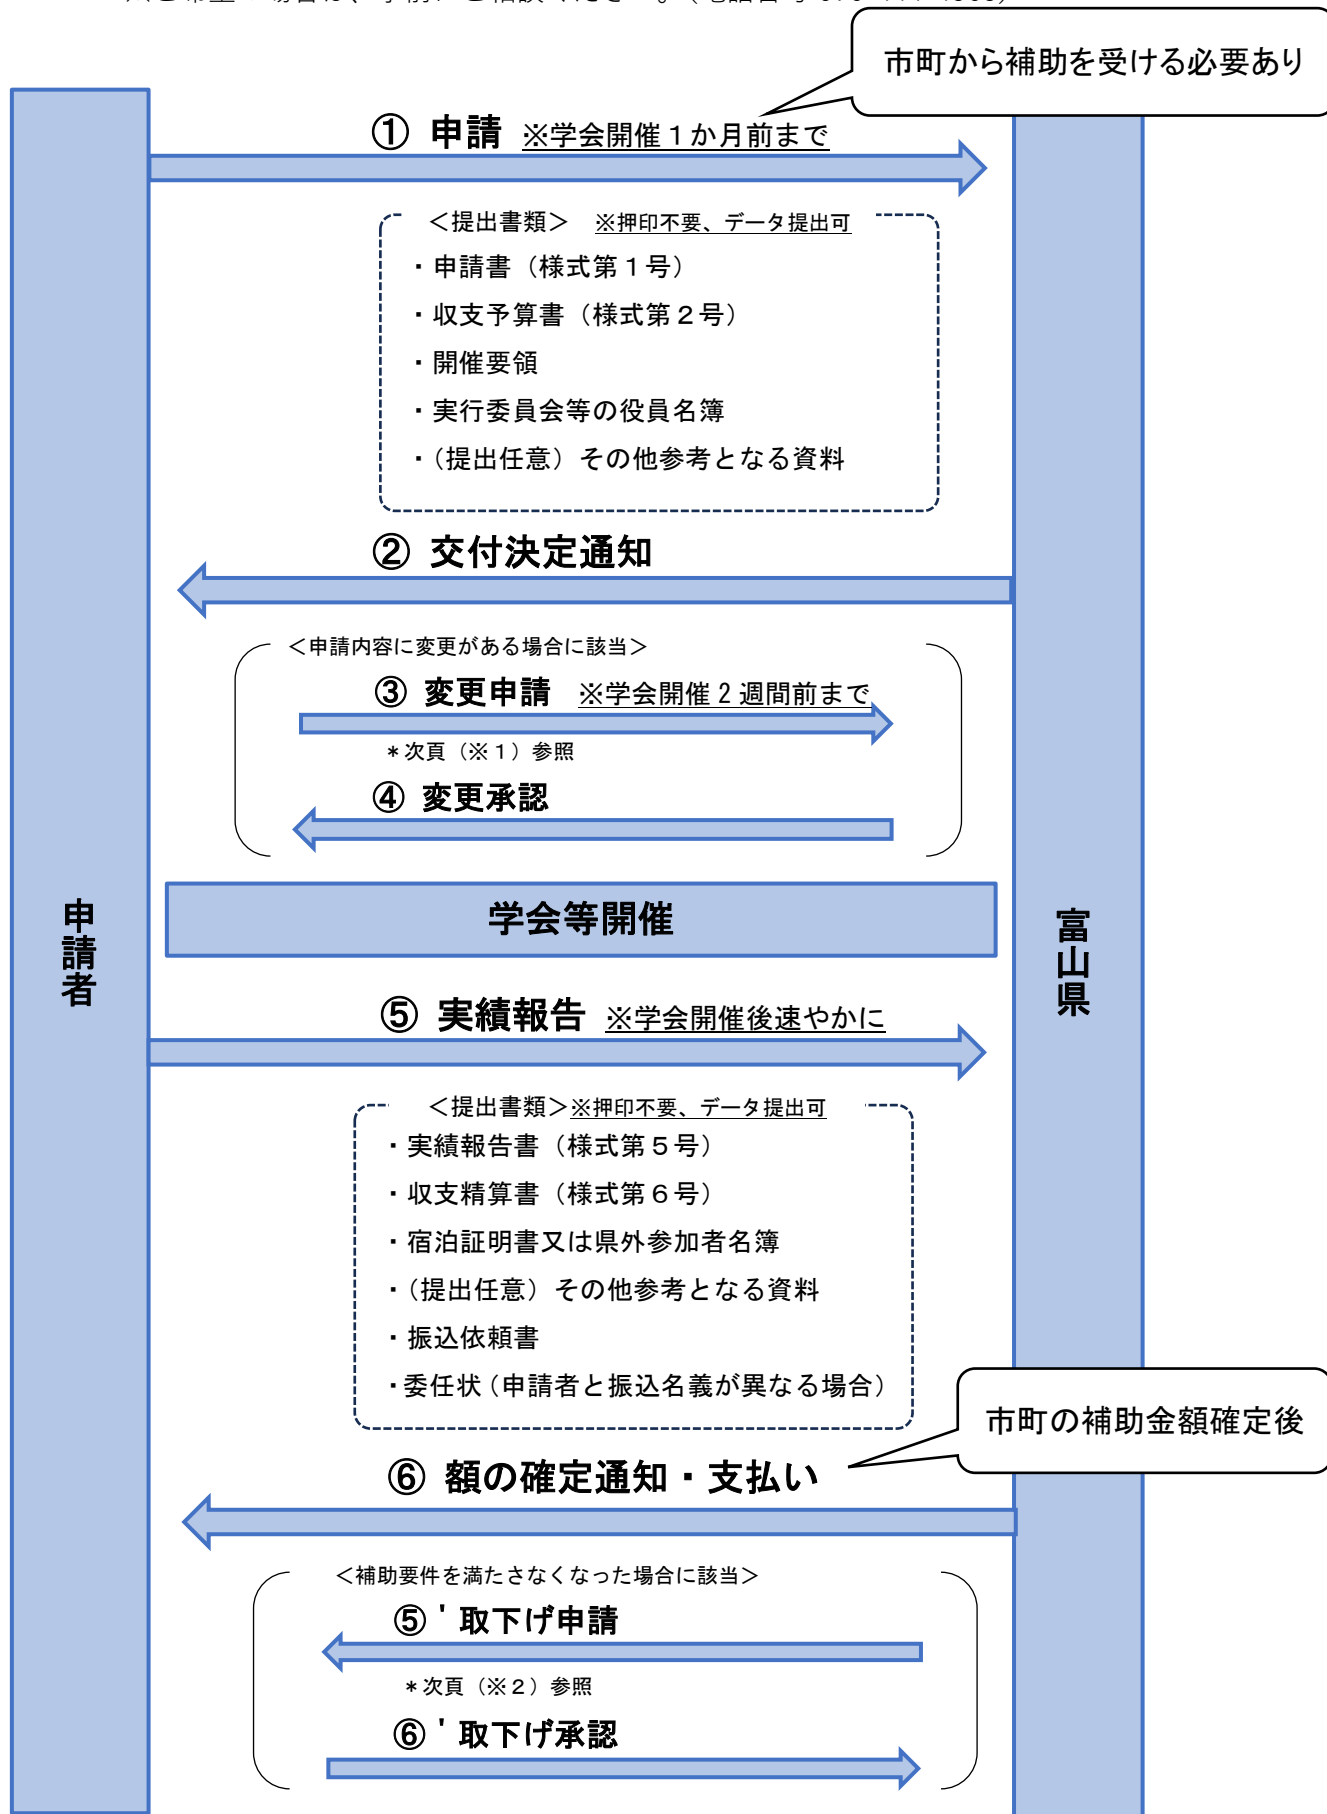 市町から補助を受ける必要あり
① 申請 ※学会開催１か月前まで
＜提出書類＞ ※押印不要、データ提出可
・申請書（様式第１号）
・収支予算書（様式第２号）
・開催要領
・実行委員会等の役員名簿
・（提出任意）その他参考となる資料
② 交付決定通知
＜申請内容に変更がある場合に該当＞
③ 変更申請 ※学会開催２週間前まで
＊次頁（※１）参照
④ 変更承認
申請者
学会等開催
富山県
⑤ 実績報告 ※学会開催後速やかに
＜提出書類＞※押印不要、データ提出可
・実績報告書（様式第５号）
・収支精算書（様式第６号）
・宿泊証明書又は県外参加者名簿
・（提出任意）その他参考となる資料
・振込依頼書
・委任状（申請者と振込名義が異なる場合）
市町の補助金額確定後
⑥ 額の確定通知・支払い
＜補助要件を満たさなくなった場合に該当＞
⑤＇取下げ申請
＊次頁（※２）参照
⑥＇取下げ承認